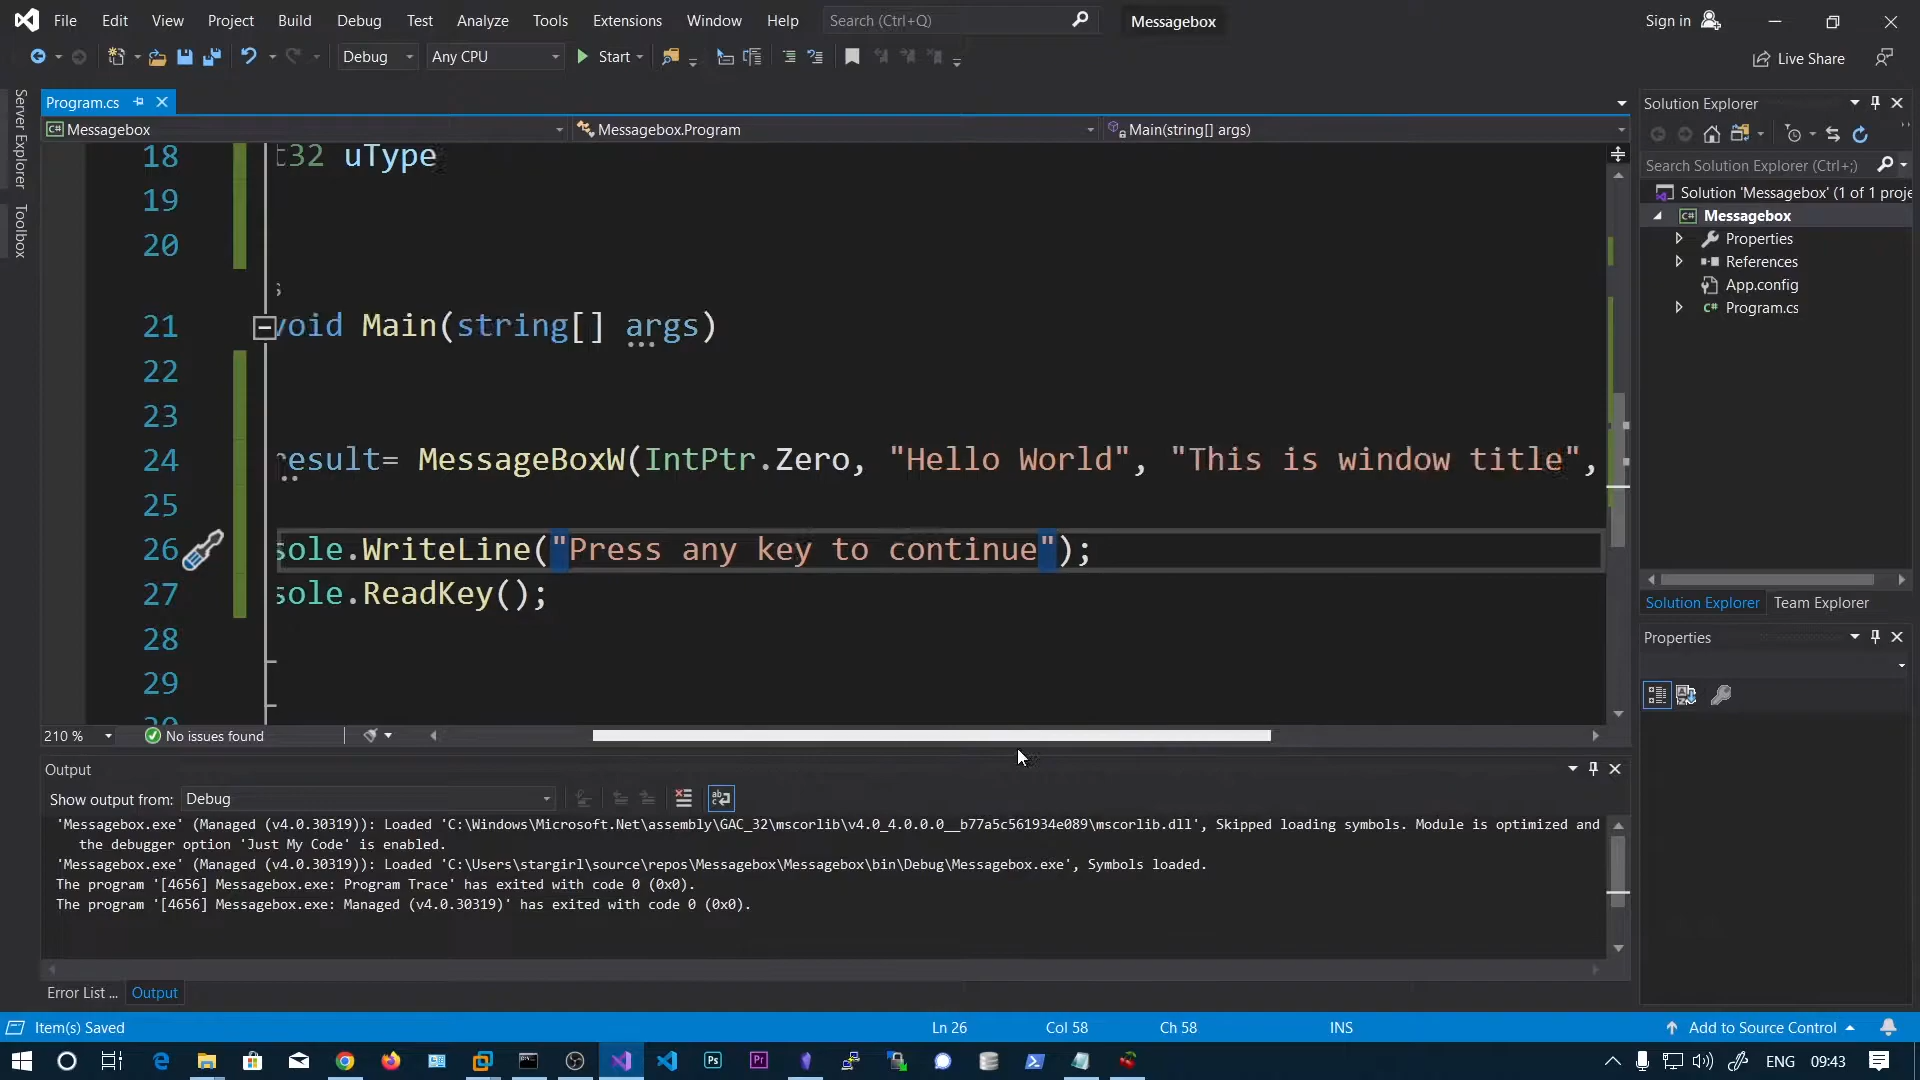 File Edit View Project Build Debug Test Analyze Tools Extensions Window Help Search (Ctrl+Q) Messagebox Sign in
Debug Any CPU Start Live Share
Server Explorer
Toolbox
Program.cs
Messagebox Messagebox.Program Main(string[] args)
18 t32 uType
19
20
21 void Main(string[] args)
22
23
24 result= MessageBoxW(IntPtr.Zero, "Hello World", "This is window title",
25
26 sole.WriteLine("Press any key to continue");
27 sole.ReadKey();
28
29
30
210 % No issues found
Output
Show output from: Debug
'Messagebox.exe' (Managed (v4.0.30319)): Loaded 'C:\Windows\Microsoft.Net\assembly\GAC_32\mscorlib\v4.0_4.0.0.0__b77a5c561934e089\mscorlib.dll', Skipped loading symbols. Module is optimized and
the debugger option 'Just My Code' is enabled.
'Messagebox.exe' (Managed (v4.0.30319)): Loaded 'C:\Users\stargirl\source\repos\Messagebox\Messagebox\bin\Debug\Messagebox.exe', Symbols loaded.
The program '[4656] Messagebox.exe: Program Trace' has exited with code 0 (0x0).
The program '[4656] Messagebox.exe: Managed (v4.0.30319)' has exited with code 0 (0x0).
Error List ... Output
Solution Explorer
Search Solution Explorer (Ctrl+;)
Solution 'Messagebox' (1 of 1 proje
Messagebox
Properties
References
App.config
Program.cs
Solution Explorer Team Explorer
Properties
Item(s) Saved Ln 26 Col 58 Ch 58 INS Add to Source Control
ENG 09:43